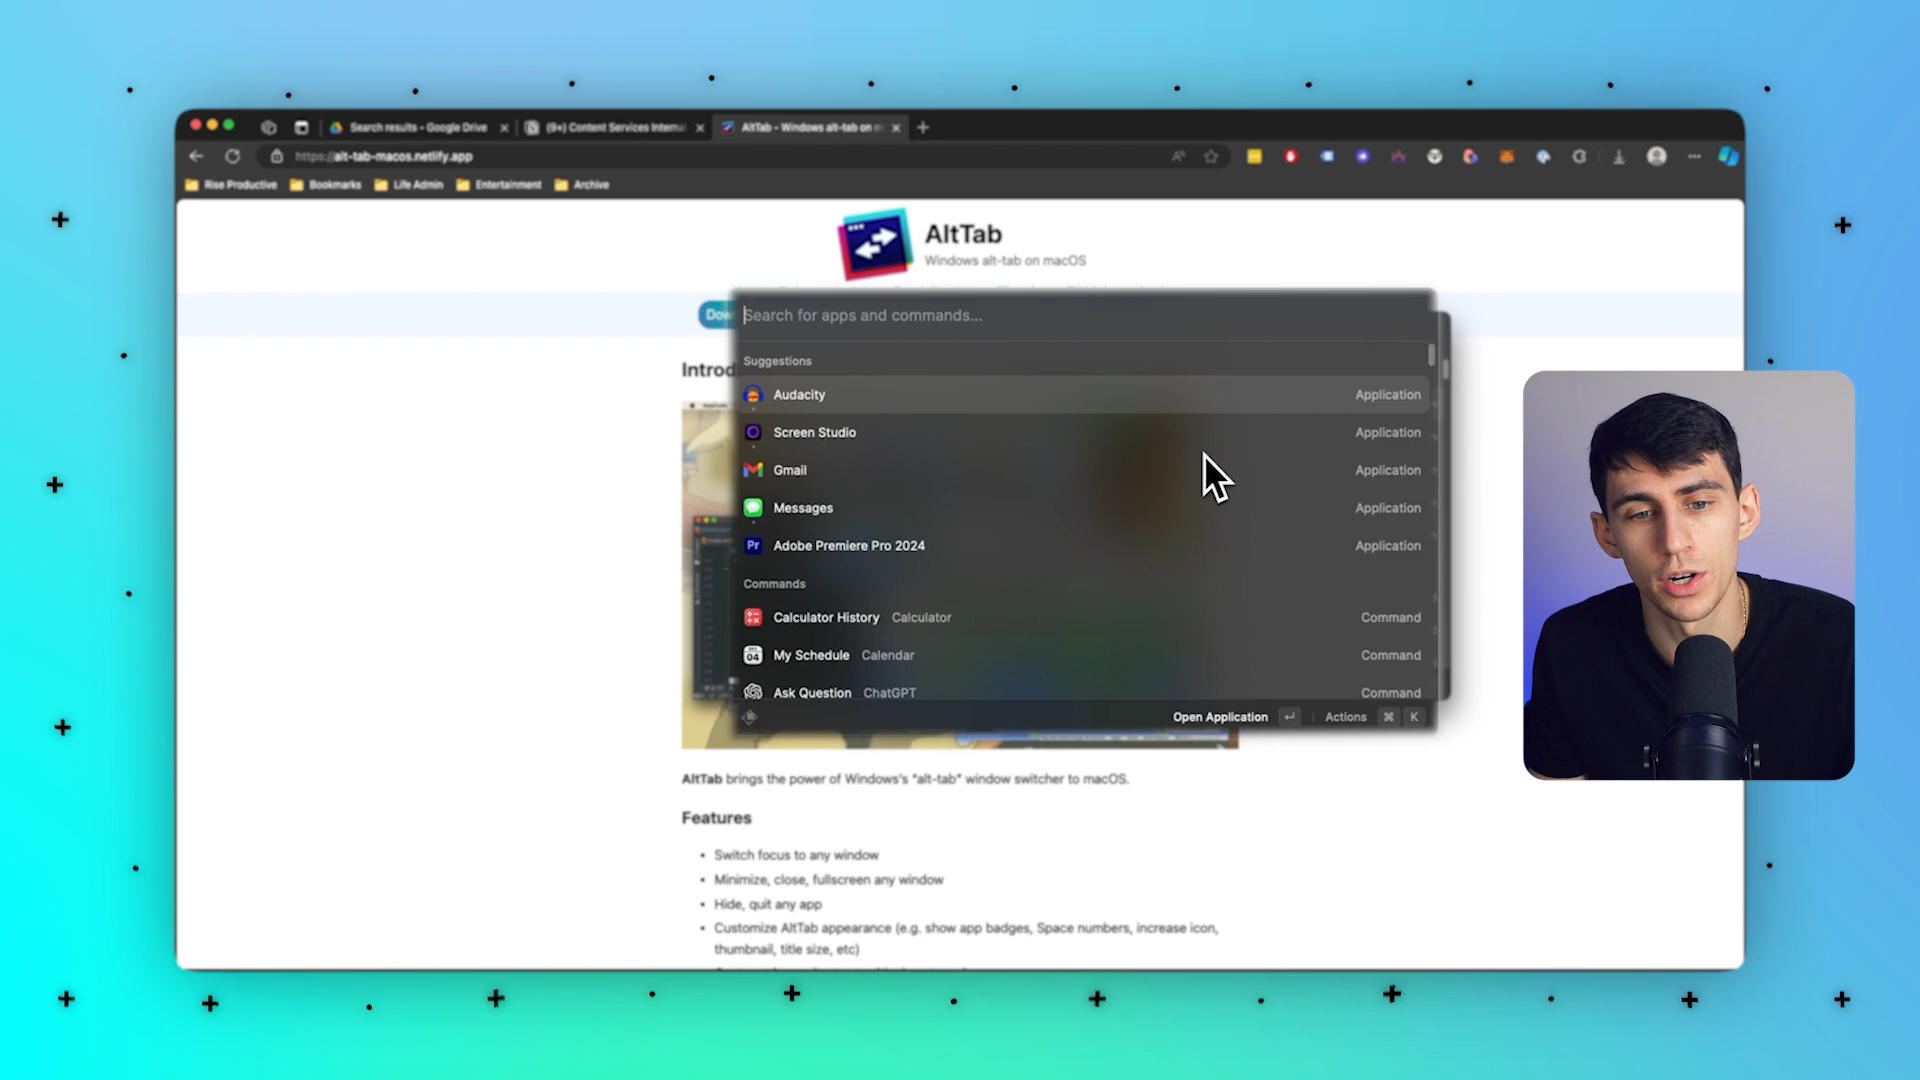 Search results - Google Drive
(9+) Content Services Interna
AltTab - Windows alt-tab on m
https://alt-tab-macos.netlify.app
Rise Productive
Bookmarks
Life Admin
Entertainment
Archive
AltTab
Windows alt-tab on macOS
Dow
Search for apps and commands...
Introd
Suggestions
Audacity Application
Screen Studio Application
Gmail Application
Messages Application
Pr Adobe Premiere Pro 2024 Application
Commands
Calculator History Calculator Command
04 My Schedule Calendar Command
Ask Question ChatGPT Command
Open Application ↵ Actions ⌘ K
AltTab brings the power of Windows's "alt-tab" window switcher to macOS.
Features
• Switch focus to any window
• Minimize, close, fullscreen any window
• Hide, quit any app
• Customize AltTab appearance (e.g. show app badges, Space numbers, increase icon,
thumbnail, title size, etc)